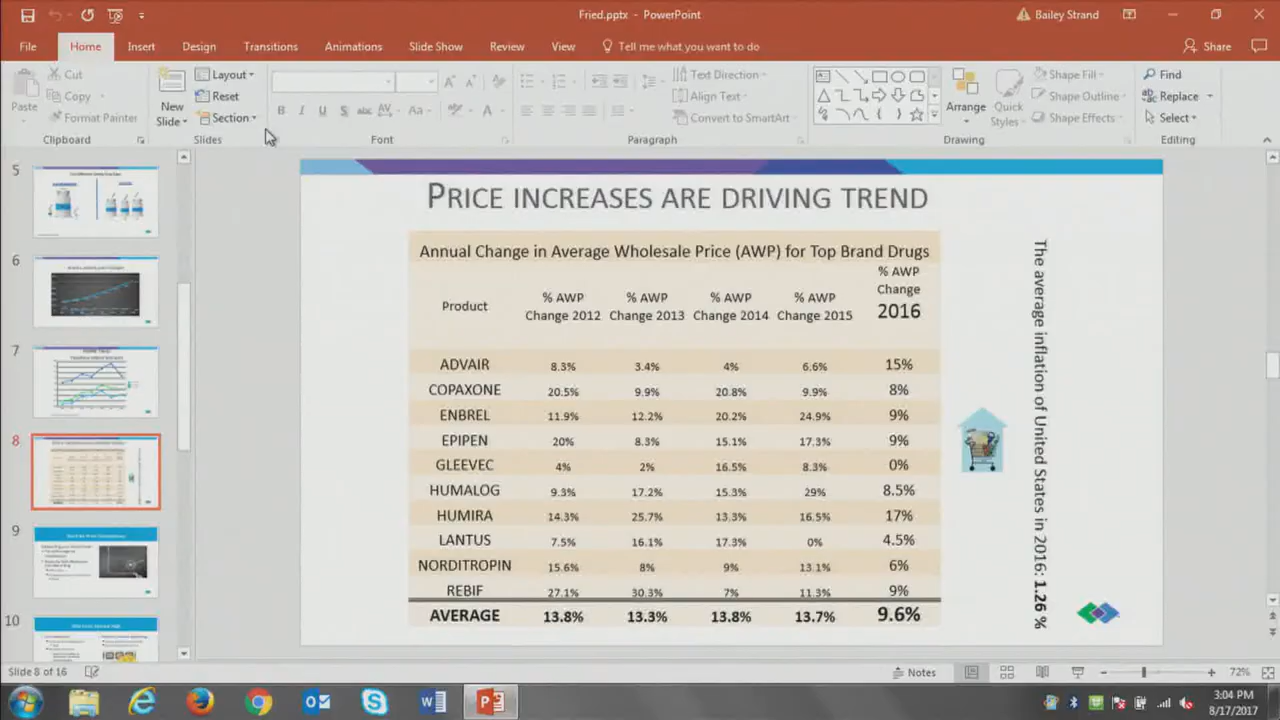 Fried.pptx - PowerPoint
Bailey Strand
File Home Insert Design Transitions Animations Slide Show Review View Tell me what you want to do Share
Paste
Cut
Copy
Format Painter
Clipboard
New Slide
Layout
Reset
Section
Slides
B I U S abc AV Aa A
Font
Text Direction
Align Text
Convert to SmartArt
Paragraph
Arrange
Quick Styles
Shape Fill
Shape Outline
Shape Effects
Drawing
Find
Replace
Select
Editing
5
6
7
8
9
10
PRICE INCREASES ARE DRIVING TREND
Annual Change in Average Wholesale Price (AWP) for Top Brand Drugs
Product % AWP Change 2012 % AWP Change 2013 % AWP Change 2014 % AWP Change 2015 % AWP Change 2016
ADVAIR 8.3% 3.4% 4% 6.6% 15%
COPAXONE 20.5% 9.9% 20.8% 9.9% 8%
ENBREL 11.9% 12.2% 20.2% 24.9% 9%
EPIPEN 20% 8.3% 15.1% 17.3% 9%
GLEEVEC 4% 2% 16.5% 8.3% 0%
HUMALOG 9.3% 17.2% 15.3% 29% 8.5%
HUMIRA 14.3% 25.7% 13.3% 16.5% 17%
LANTUS 7.5% 16.1% 17.3% 0% 4.5%
NORDITROPIN 15.6% 8% 9% 13.1% 6%
REBIF 27.1% 30.3% 7% 11.3% 9%
AVERAGE 13.8% 13.3% 13.8% 13.7% 9.6%
The average inflation of United States in 2016: 1.26 %
Slide 8 of 16
Notes
72%
3:04 PM
8/17/2017